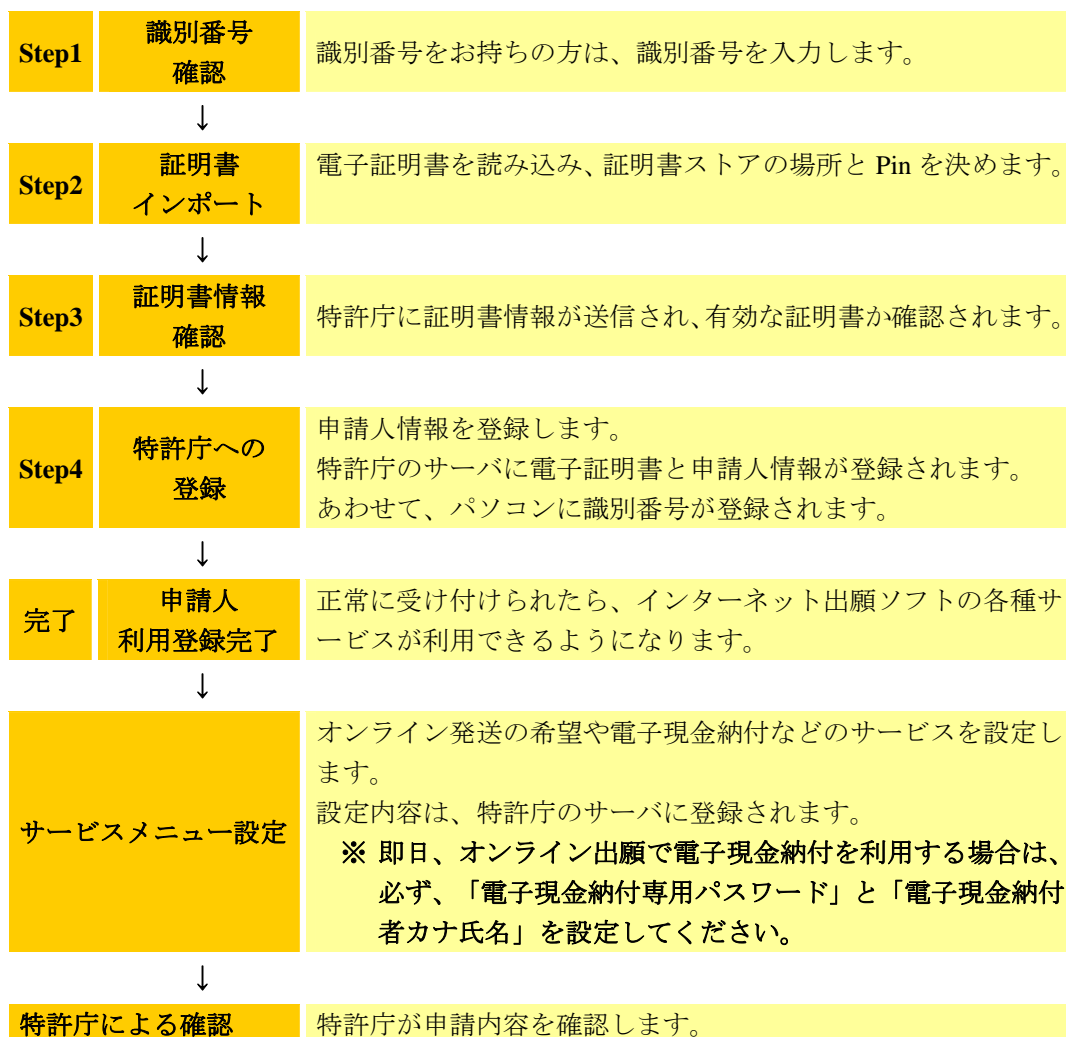 Step1
識別番号
確認
識別番号をお持ちの方は、識別番号を入力します。
↓
Step2
証明書
インポート
電子証明書を読み込み、証明書ストアの場所と Pin を決めます。
↓
Step3
証明書情報
確認
特許庁に証明書情報が送信され、有効な証明書か確認されます。
↓
Step4
特許庁への
登録
申請人情報を登録します。
特許庁のサーバに電子証明書と申請人情報が登録されます。
あわせて、パソコンに識別番号が登録されます。
↓
完了
申請人
利用登録完了
正常に受け付けられたら、インターネット出願ソフトの各種サ
ービスが利用できるようになります。
↓
サービスメニュー設定
オンライン発送の希望や電子現金納付などのサービスを設定し
ます。
設定内容は、特許庁のサーバに登録されます。
※ 即日、オンライン出願で電子現金納付を利用する場合は、
必ず、「電子現金納付専用パスワード」と「電子現金納付
者カナ氏名」を設定してください。
↓
特許庁による確認
特許庁が申請内容を確認します。